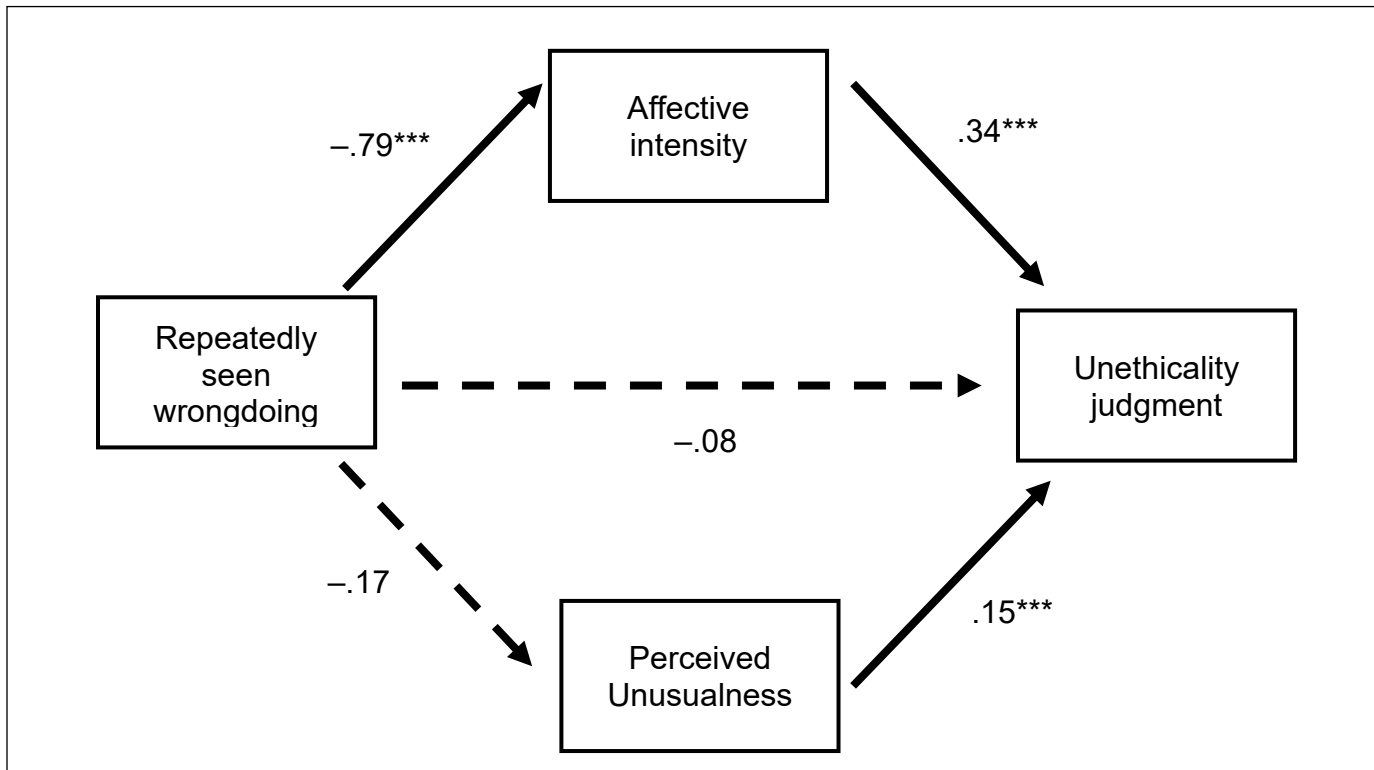 Affective
intensity
–.79***
.34***
Repeatedly
seen
wrongdoing
Unethicality
judgment
–.08
–.17
.15***
Perceived
Unusualness